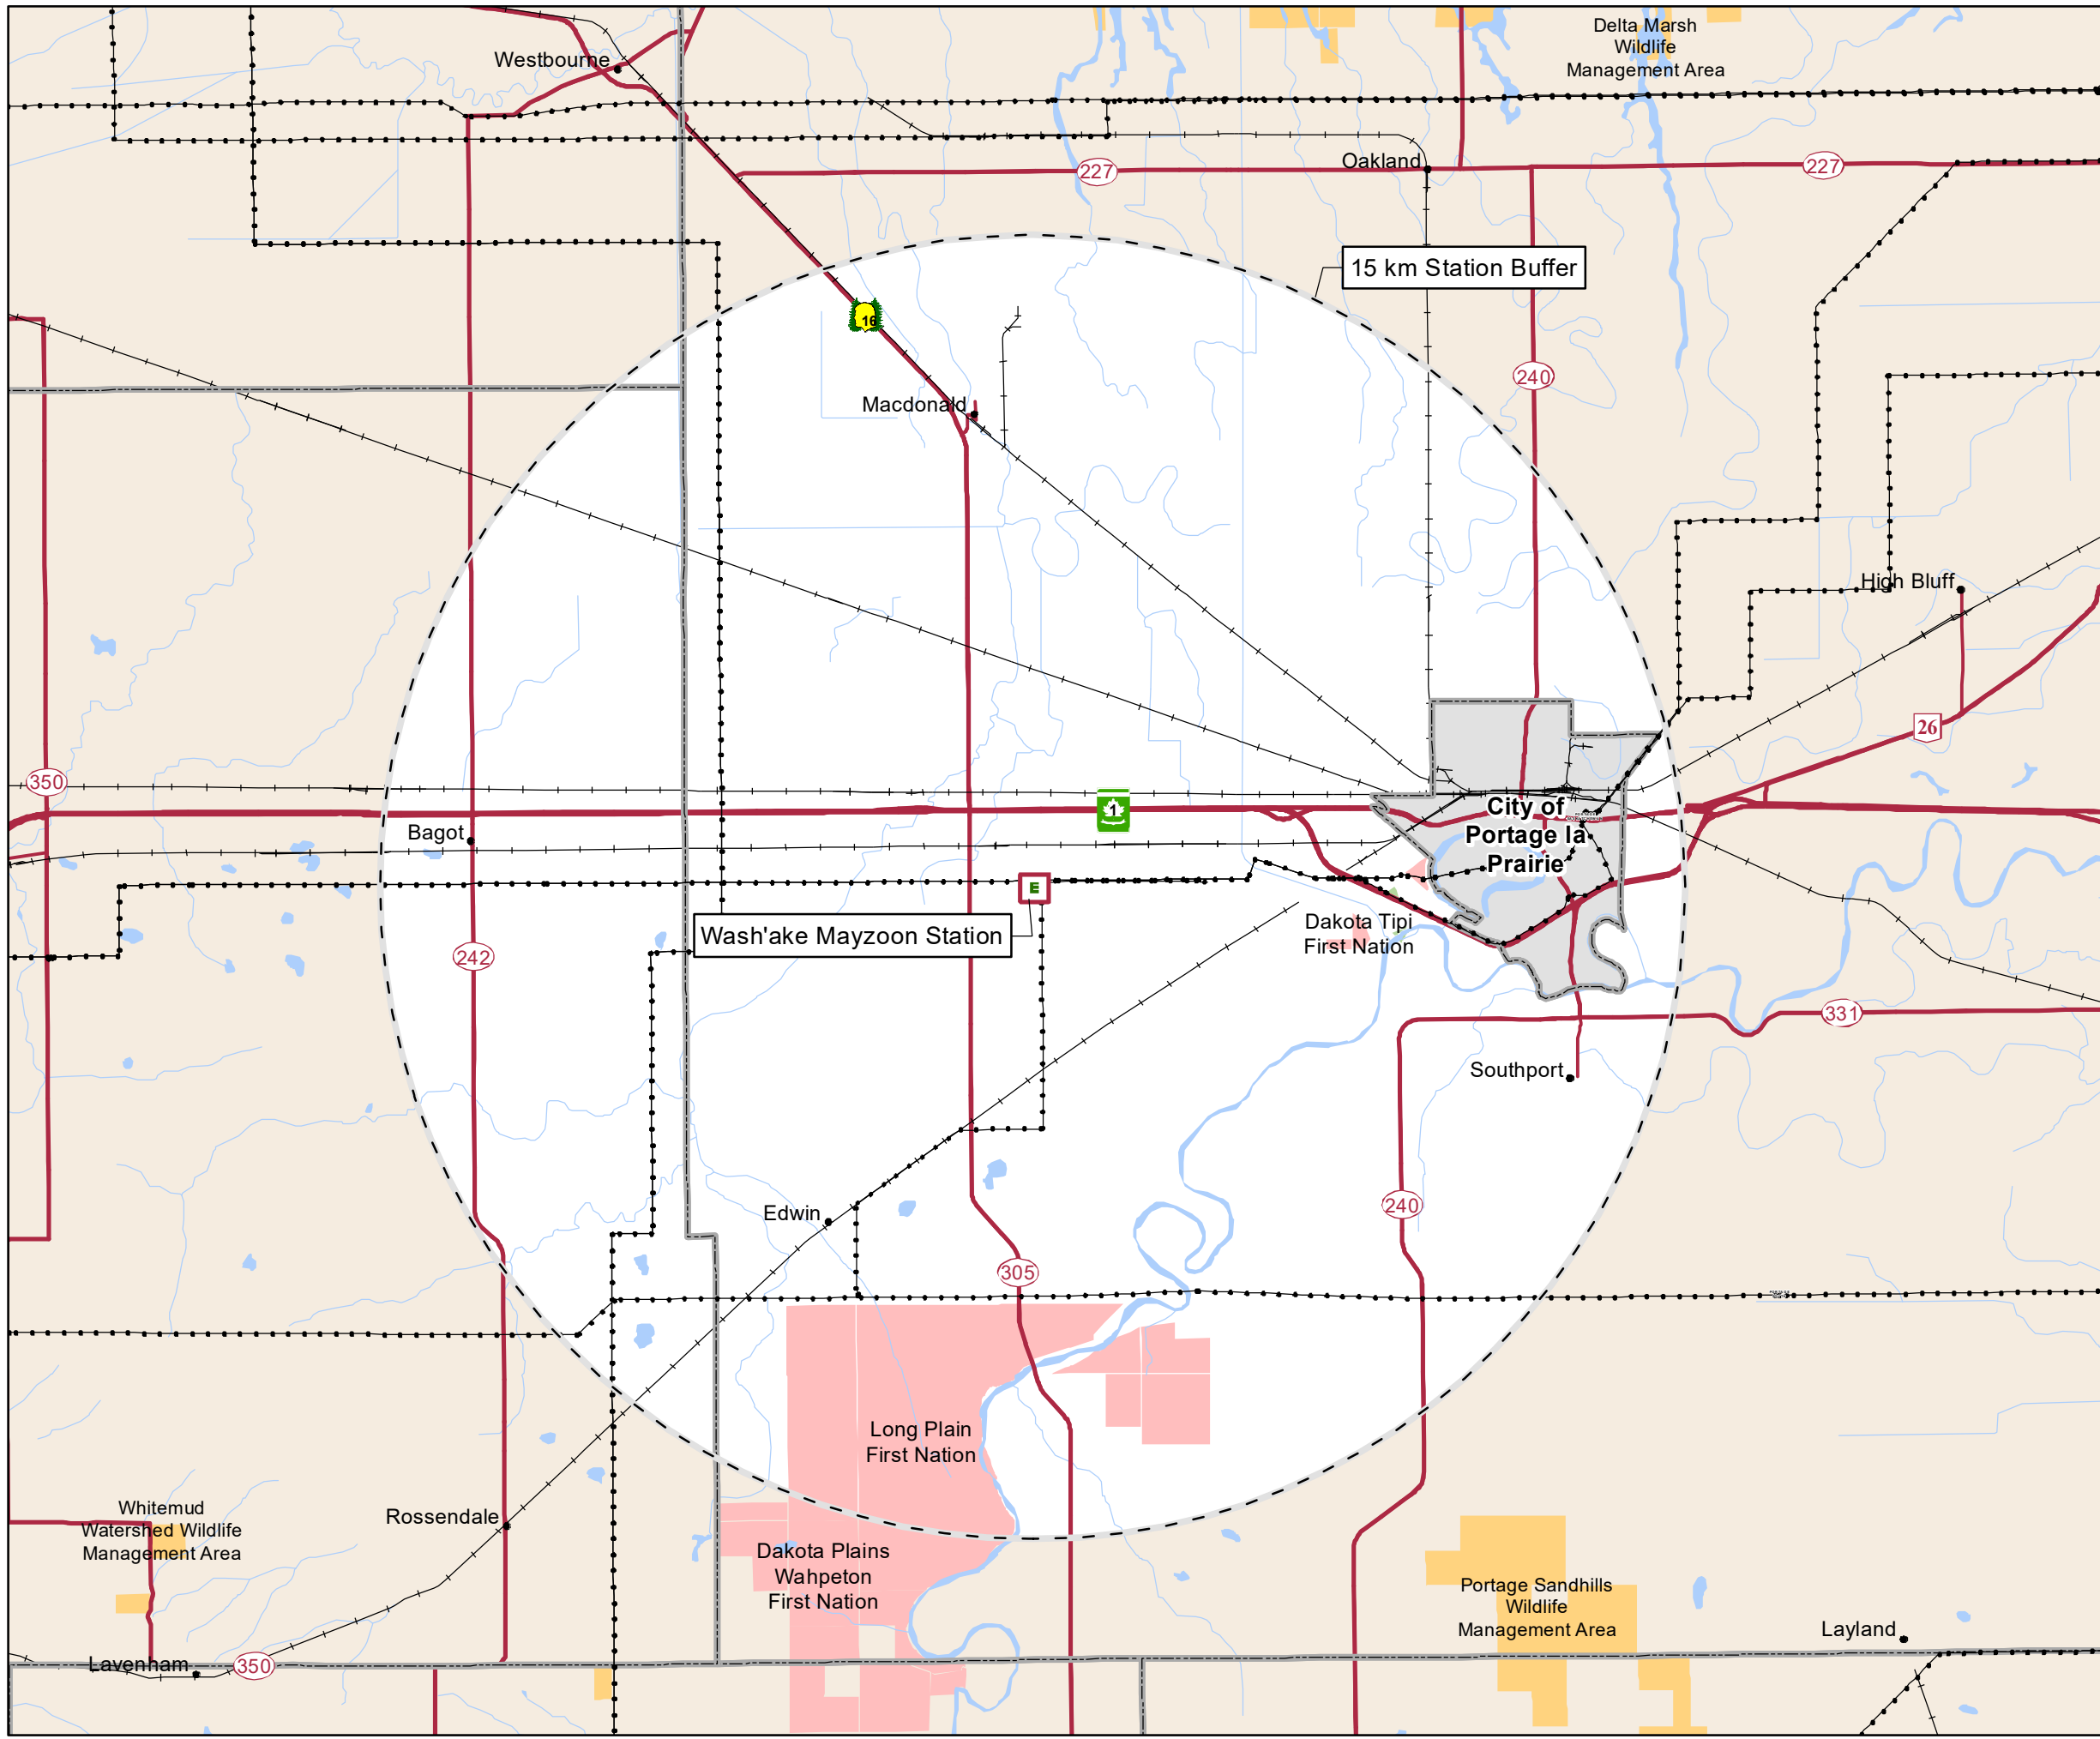 Delta Marsh
Wildlife
Management Area
Westbourne
Oakland
227
227
15 km Station Buffer
16
240
Macdonald
High Bluff
26
350
1
City of
Portage la
Prairie
Bagot
E
Wash'ake Mayzoon Station
Dakota Tipi
First Nation
242
331
Southport
240
Edwin
305
Long Plain
First Nation
Whitemud
Watershed Wildlife
Management Area
Rossendale
Dakota Plains
Wahpeton
First Nation
Portage Sandhills
Wildlife
Management Area
Layland
Lavenham
350